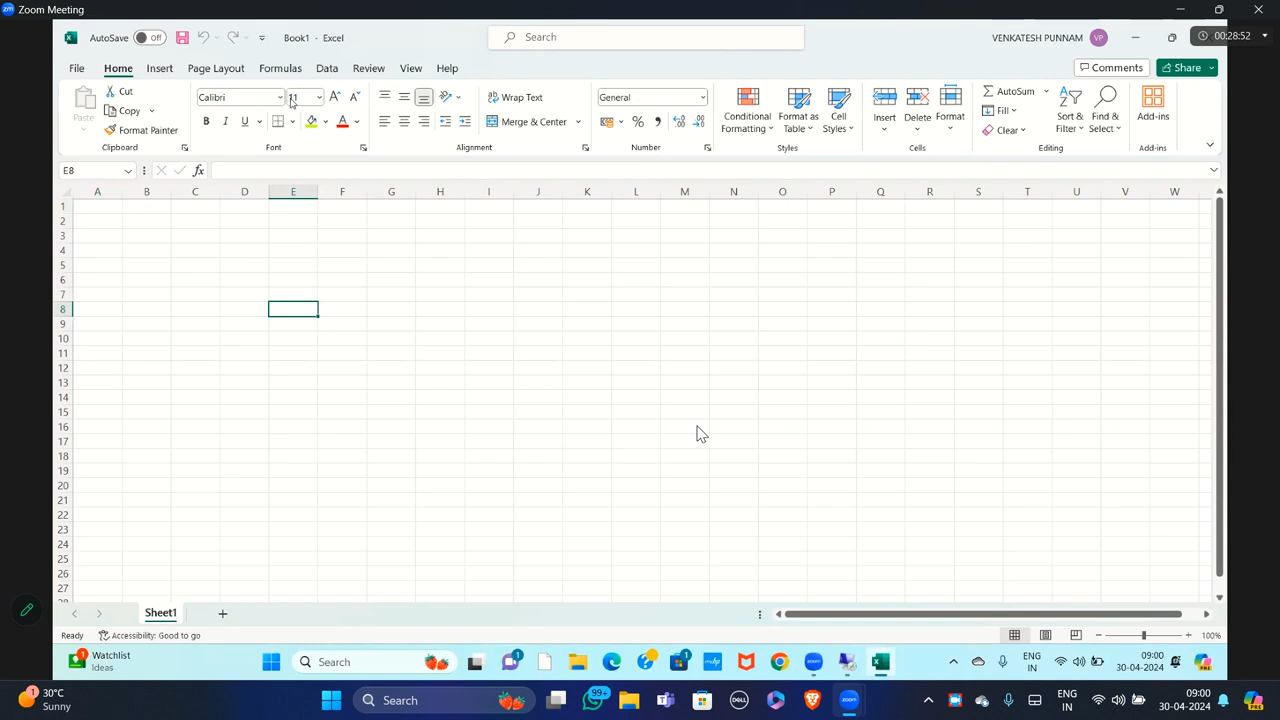 Zoom Meeting
AutoSave Off Book1 - Excel Search VENKATESH PUNNAM VP 00:28:52
File Home Insert Page Layout Formulas Data Review View Help Comments Share
Paste Cut Copy Format Painter Clipboard
Calibri 11 B I U Font
Wrap Text Merge & Center Alignment
General Number
Conditional Formatting Format as Table Cell Styles Styles
Insert Delete Format Cells
AutoSum Fill Clear Sort & Filter Find & Select Editing
Add-ins Add-ins
E8 fx
A B C D E F G H I J K L M N O P Q R S T U V W
1
2
3
4
5
6
7
8
9
10
11
12
13
14
15
16
17
18
19
20
21
22
23
24
25
26
27
Sheet1
Ready Accessibility: Good to go 100%
1 Watchlist Ideas Search 1 1 ENG IN 09:00 30-04-2024
1 30°C Sunny Search 99+ DELL ENG IN 09:00 30-04-2024